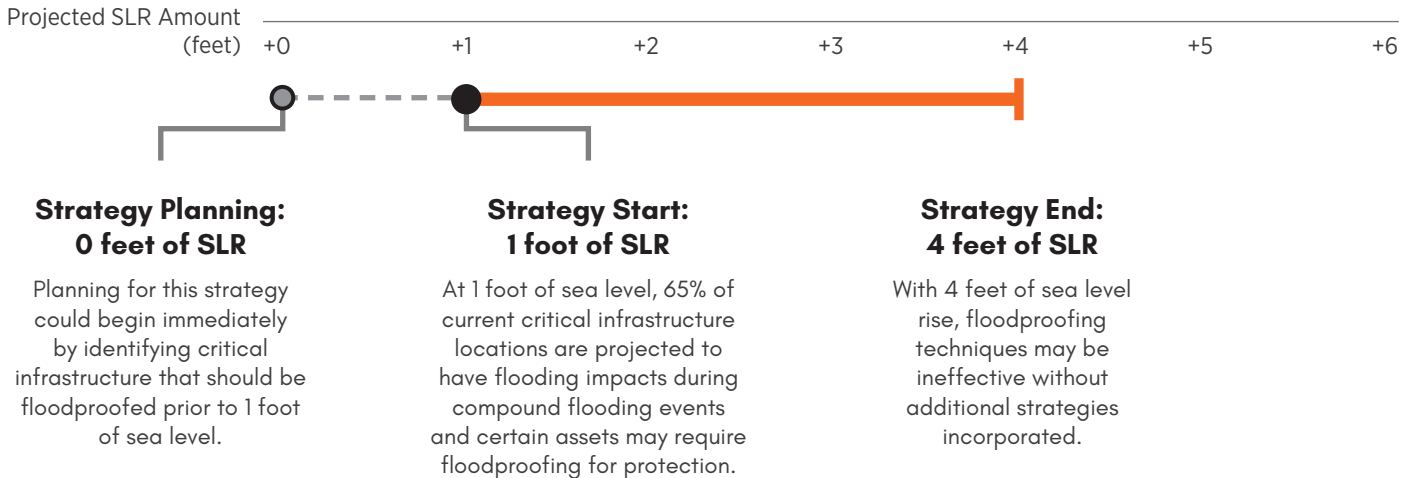 Projected SLR Amount
(feet) +0 +1 +2 +3 +4 +5 +6
Strategy Planning:
0 feet of SLR
Planning for this strategy
could begin immediately
by identifying critical
infrastructure that should be
floodproofed prior to 1 foot
of sea level.
Strategy Start:
1 foot of SLR
At 1 foot of sea level, 65% of
current critical infrastructure
locations are projected to
have flooding impacts during
compound flooding events
and certain assets may require
floodproofing for protection.
Strategy End:
4 feet of SLR
With 4 feet of sea level
rise, floodproofing
techniques may be
ineffective without
additional strategies
incorporated.